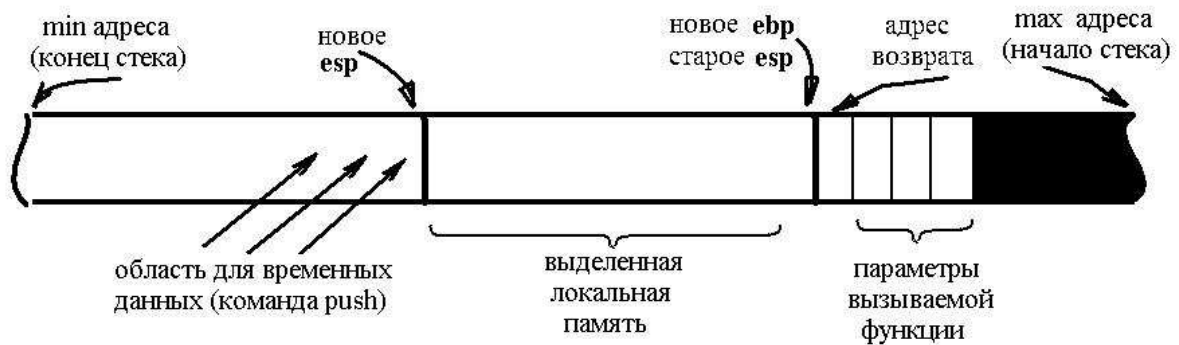 min адреса
(конец стека)
новое
esp
новое ebp
старое esp
адрес
возврата
max адреса
(начало стека)
область для временных
данных (команда push)
выделенная
локальная
память
параметры
вызываемой
функции